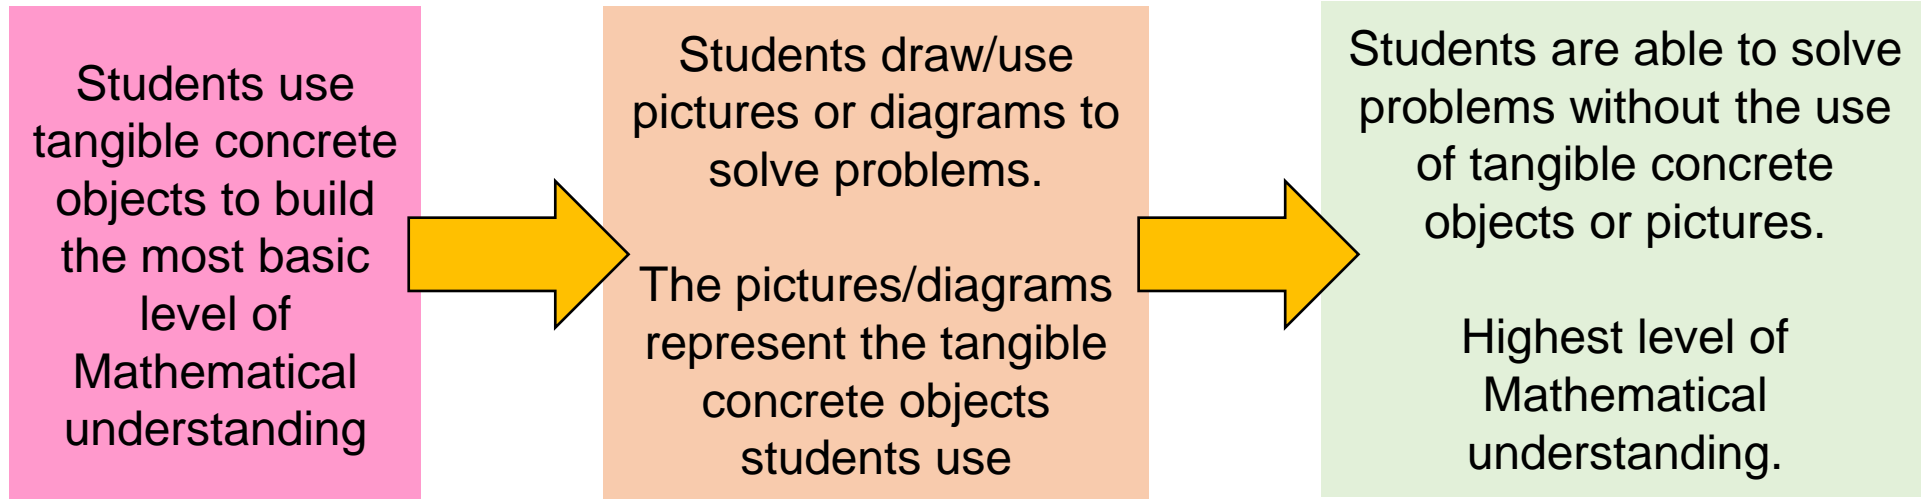 Students use
tangible concrete
objects to build
the most basic
level of
Mathematical
understanding
Students draw/use
pictures or diagrams to
solve problems.
The pictures/diagrams
represent the tangible
concrete objects
students use
Students are able to solve
problems without the use
of tangible concrete
objects or pictures.
Highest level of
Mathematical
understanding.